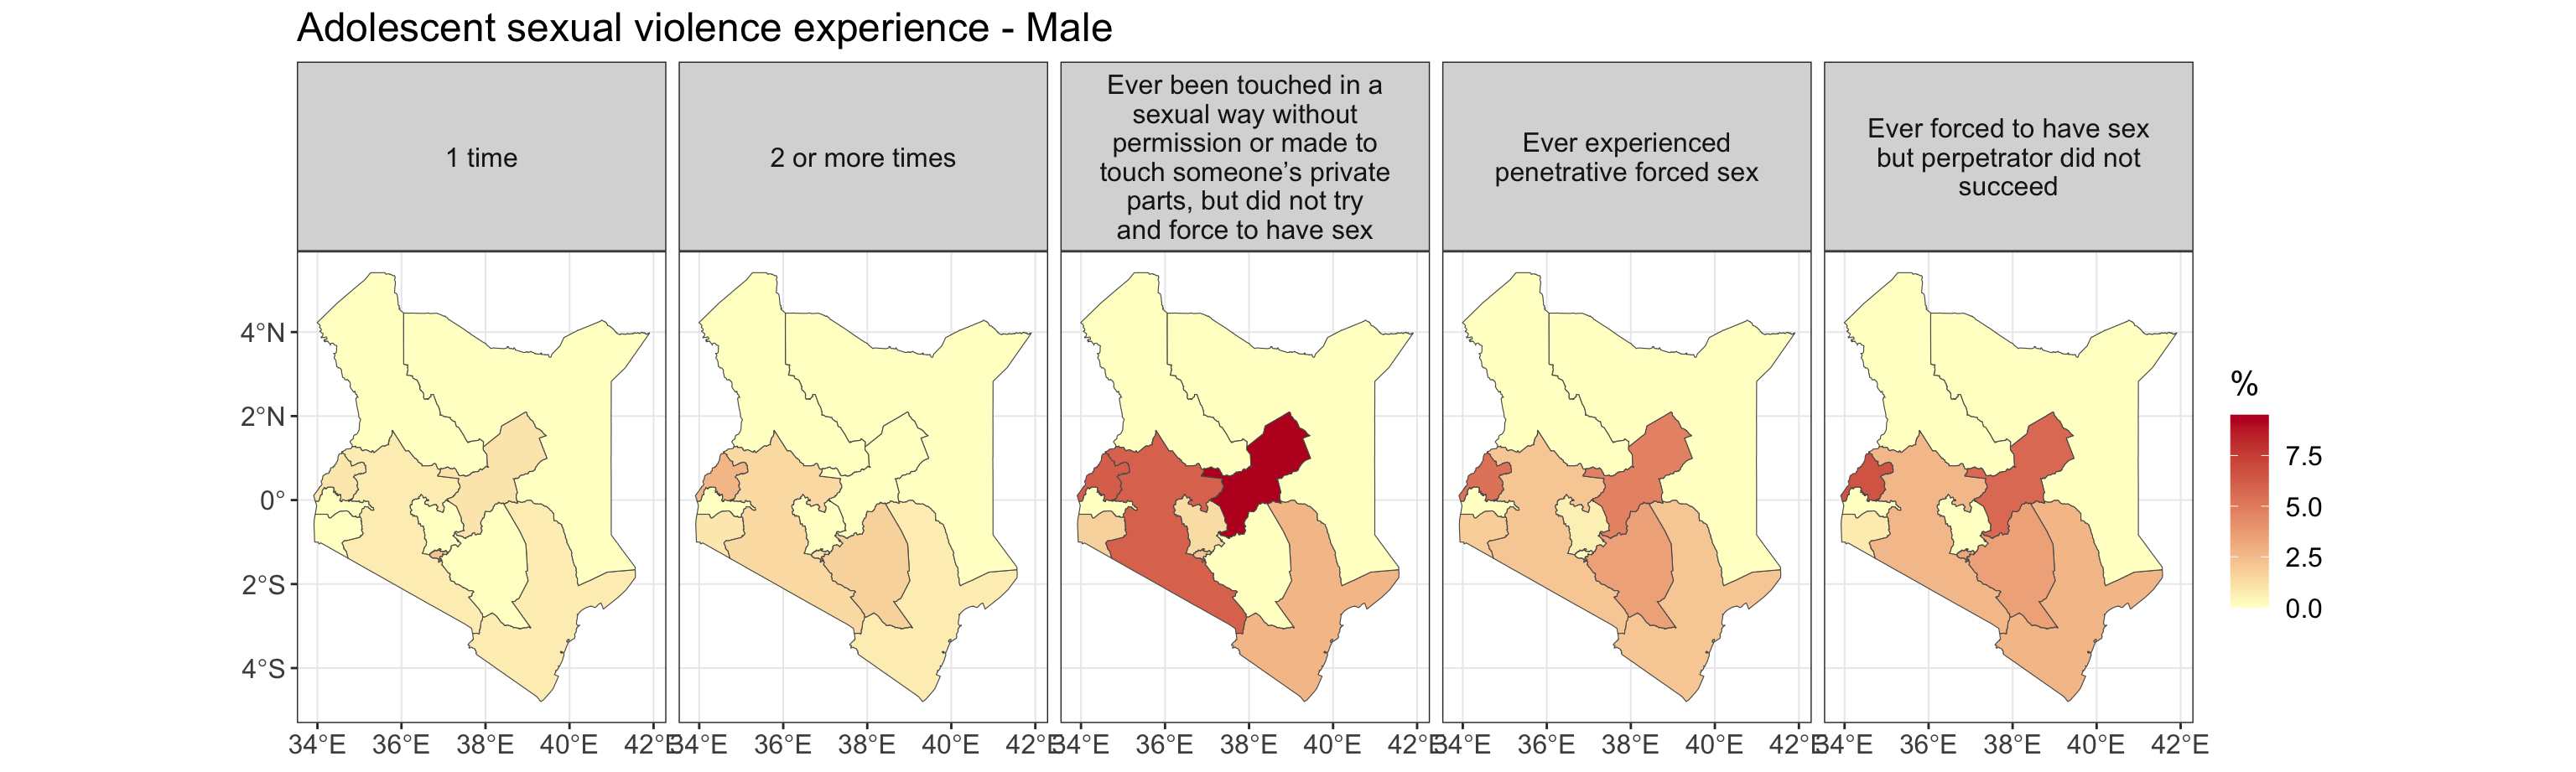 Adolescent sexual violence experience - Male
1 time
2 or more times
Ever been touched in a
sexual way without
permission or made to
touch someone’s private
parts, but did not try
and force to have sex
Ever experienced
penetrative forced sex
Ever forced to have sex
but perpetrator did not
succeed
4°N
2°N
0°
2°S
4°S
34°E 36°E 38°E 40°E 42°E
34°E 36°E 38°E 40°E 42°E
34°E 36°E 38°E 40°E 42°E
34°E 36°E 38°E 40°E 42°E
34°E 36°E 38°E 40°E 42°E
%
7.5
5.0
2.5
0.0